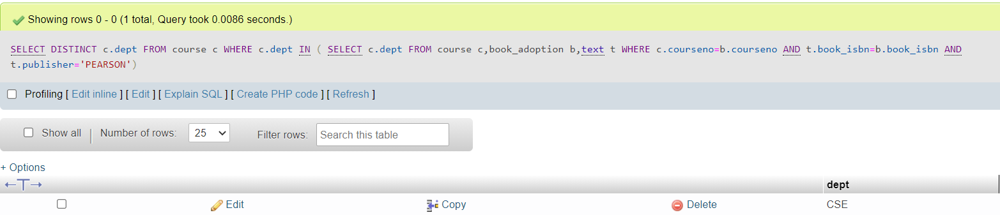 Showing rows 0 - 0 (1 total, Query took 0.0086 seconds.)
SELECT DISTINCT c.dept FROM course c WHERE c.dept IN ( SELECT c.dept FROM course c,book_adoption b,text t WHERE c.courseno=b.courseno AND t.book_isbn=b.book_isbn AND
t.publisher='PEARSON')
Profiling [ Edit inline ] [ Edit ] [ Explain SQL ] [ Create PHP code ] [ Refresh ]
Show all | Number of rows: 25 Filter rows: Search this table
+ Options
←T→ dept
Edit Copy Delete CSE